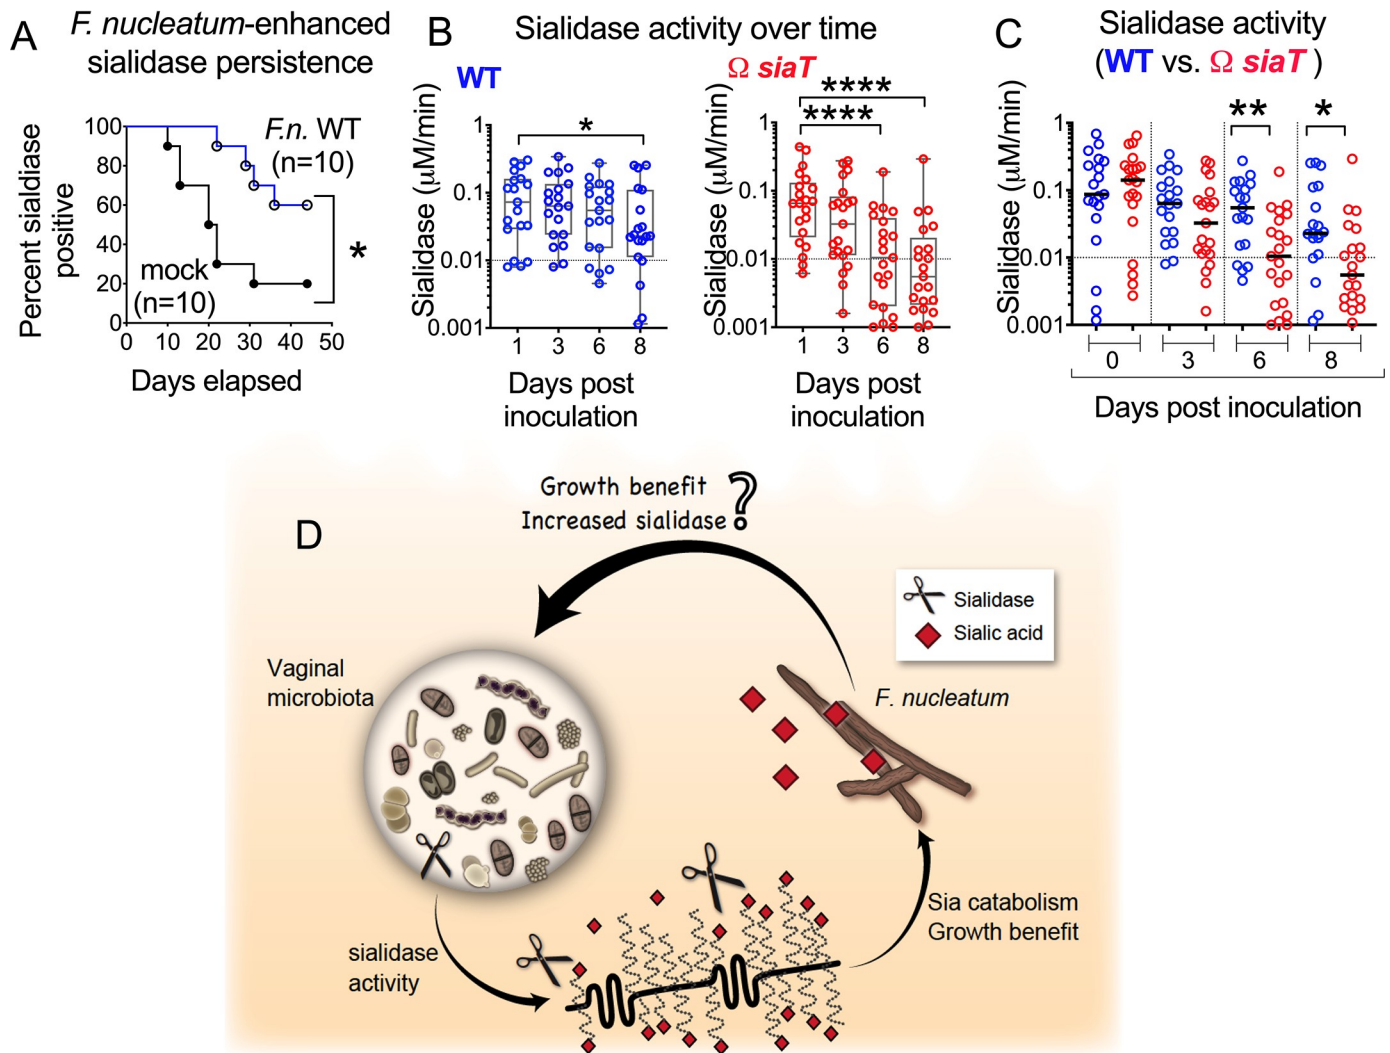 A
F. nucleatum-enhanced
sialidase persistence
Percent sialidiase
positive
100
80
60
40
20
0
F.n. WT
(n=10)
*
mock
(n=10)
0 10 20 30 40 50
Days elapsed
B
Sialidase activity over time
WT
Sialidase (μM/min)
1
0.1
0.01
0.001
*
1 3 6 8
Days post
inoculation
Ω siaT
Sialidase (μM/min)
1
0.1
0.01
0.001
****
****
1 3 6 8
Days post
inoculation
C
Sialidase activity
(WT vs. Ω siaT )
Sialidase (μM/min)
1
0.1
0.01
0.001
** *
0 3 6 8
Days post inoculation
D
Growth benefit
Increased sialidase
?
Sialidase
Sialic acid
Vaginal
microbiota
F. nucleatum
Sia catabolism
Growth benefit
sialidase
activity